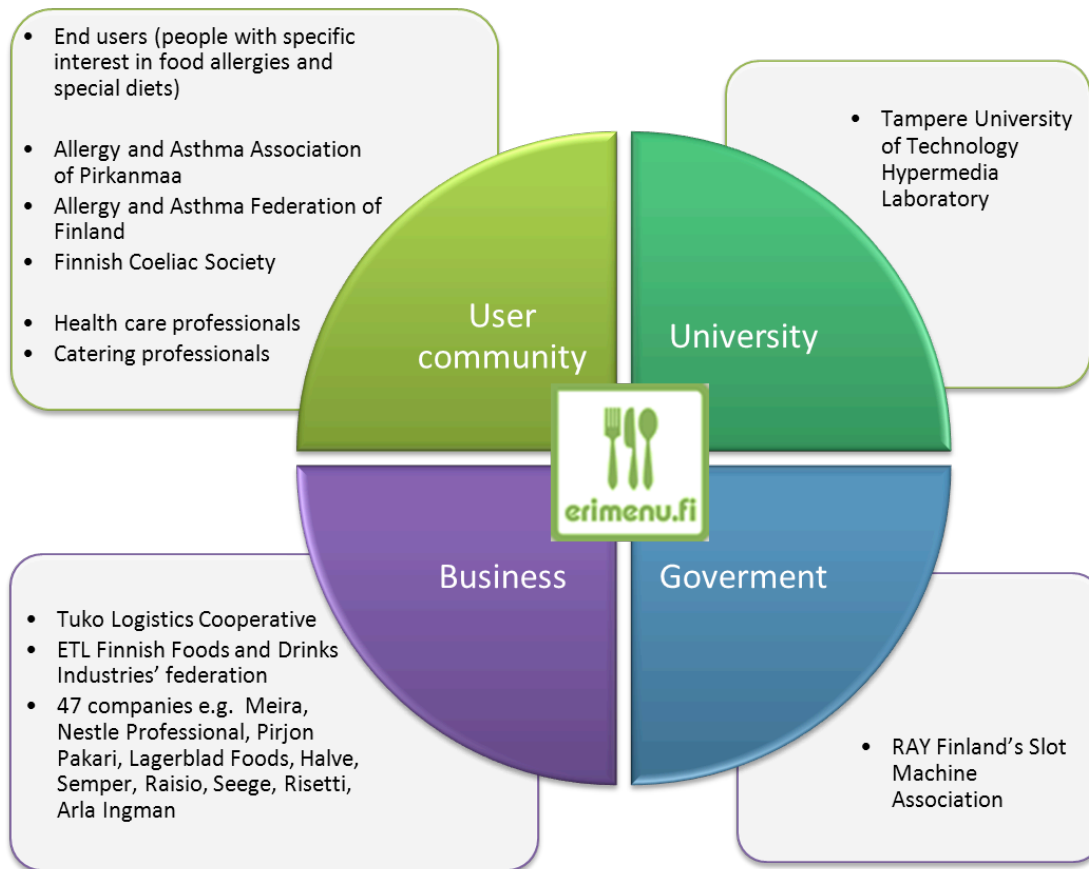 • End users (people with specific
interest in food allergies and
special diets)
• Allergy and Asthma Association
of Pirkanmaa
• Allergy and Asthma Federation of
Finland
• Finnish Coeliac Society
• Health care professionals
• Catering professionals
• Tampere University
of Technology
Hypermedia
Laboratory
User
community
University
erimenu.fi
Business
Goverment
• Tuko Logistics Cooperative
• ETL Finnish Foods and Drinks
Industries’ federation
• 47 companies e.g. Meira,
Nestle Professional, Pirjon
Pakari, Lagerblad Foods, Halve,
Semper, Raisio, Seege, Risetti,
Arla Ingman
• RAY Finland’s Slot
Machine
Association